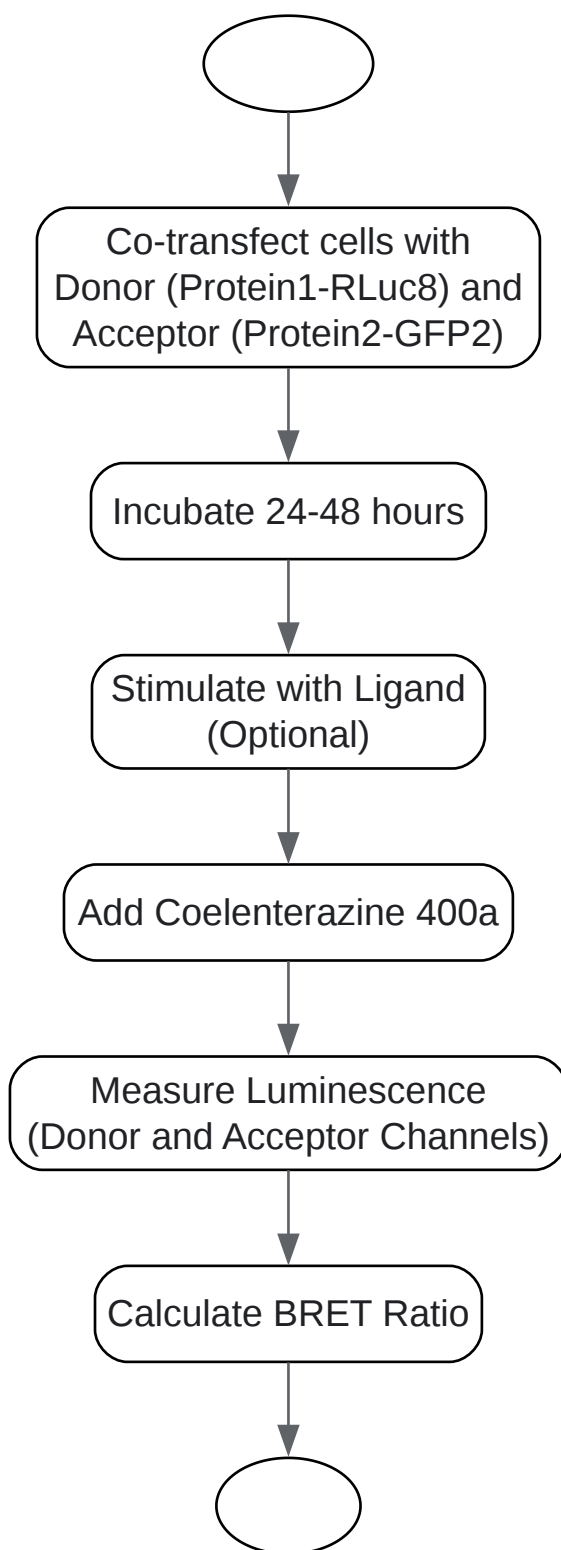 Co-transfect cells with
Donor (Protein1-RLuc8) and
Acceptor (Protein2-GFP2)
Incubate 24-48 hours
Stimulate with Ligand
(Optional)
Add Coelenterazine 400a
Measure Luminescence
(Donor and Acceptor Channels)
Calculate BRET Ratio